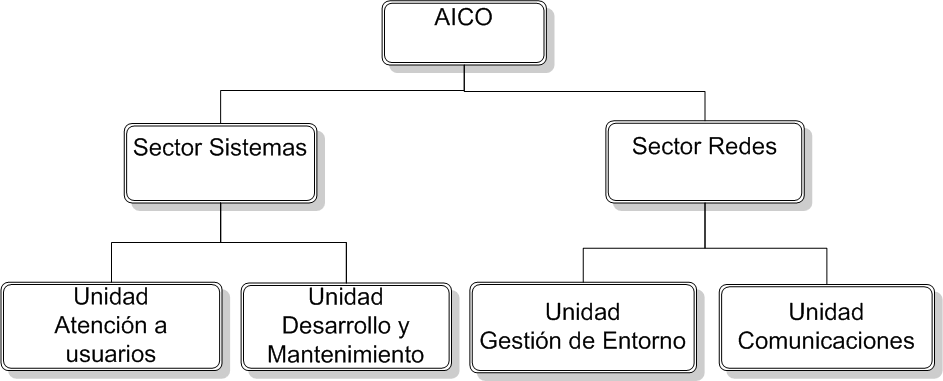 AICO
Sector Sistemas
Sector Redes
Unidad
Atención a
usuarios
Unidad
Desarrollo y
Mantenimiento
Unidad
Gestión de Entorno
Unidad
Comunicaciones